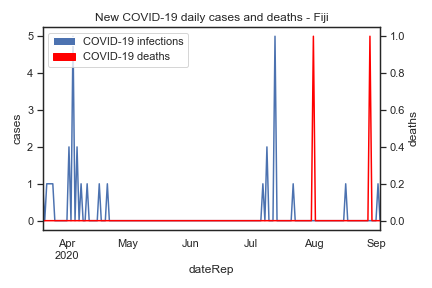 New COVID-19 daily cases and deaths - Fiji
COVID-19 infections
COVID-19 deaths
5
4
3
2
1
0
cases
1.0
0.8
0.6
0.4
0.2
0.0
deaths
Apr May Jun Jul Aug Sep
2020
dateRep